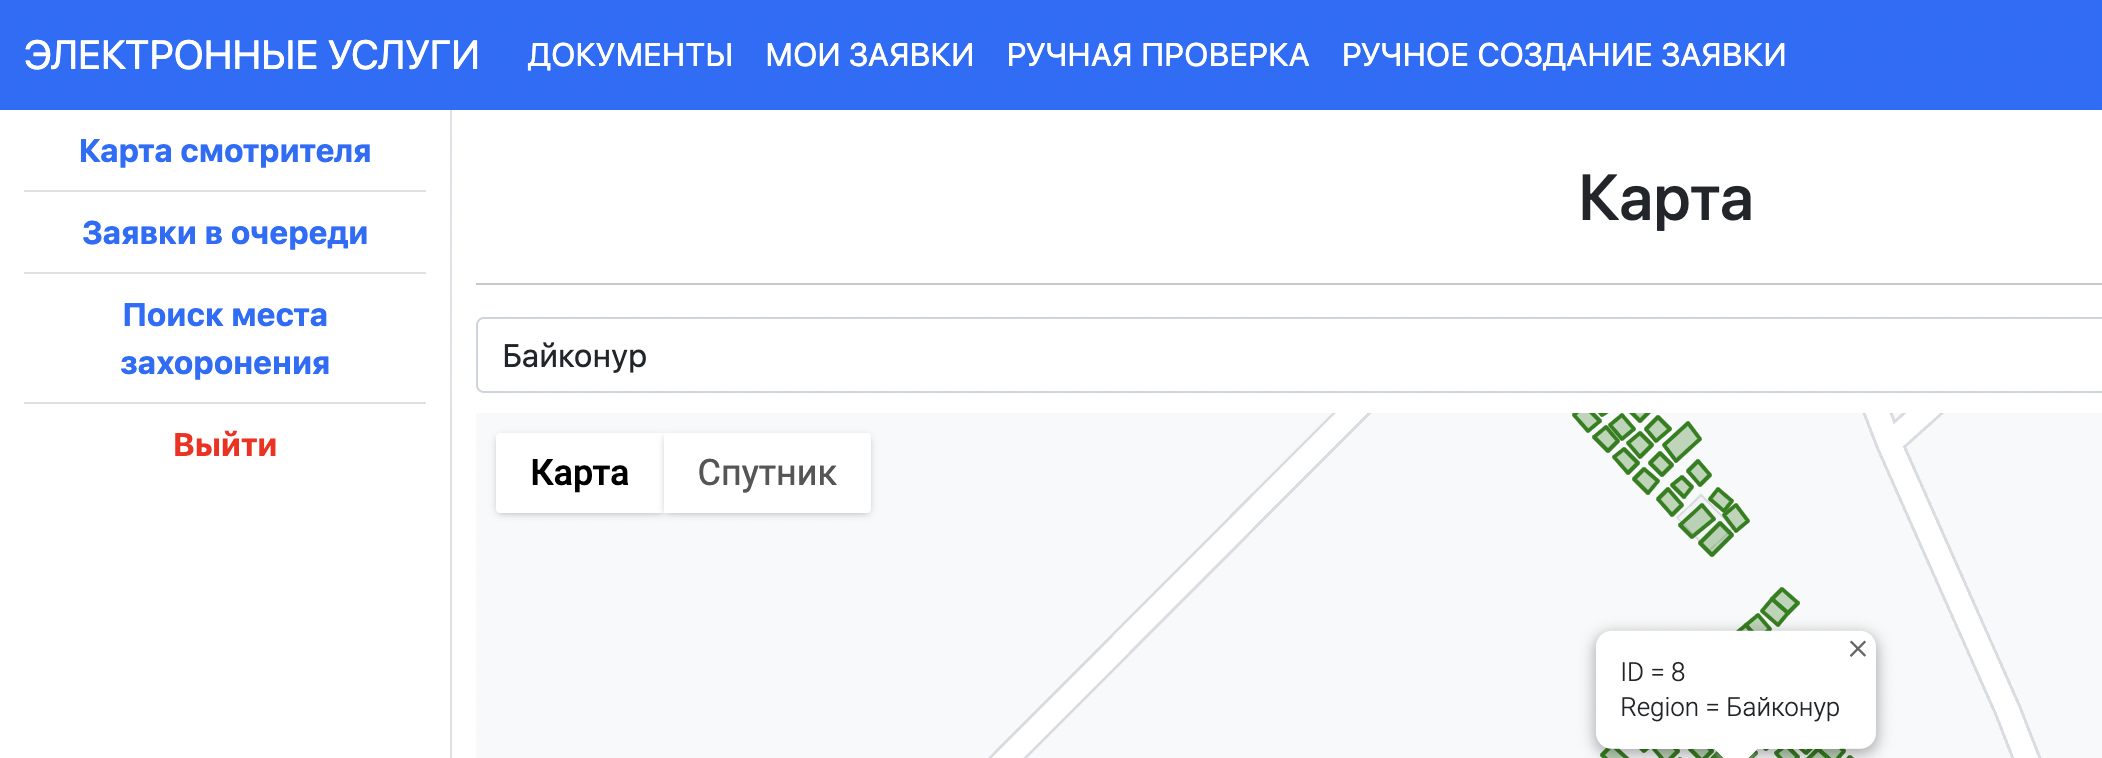 ЭЛЕКТРОННЫЕ УСЛУГИ ДОКУМЕНТЫ МОИ ЗАЯВКИ РУЧНАЯ ПРОВЕРКА РУЧНОЕ СОЗДАНИЕ ЗАЯВКИ
Карта смотрителя
Заявки в очереди
Поиск места
захоронения
Выйти
Карта
Байконур
Карта Спутник
ID = 8
Region = Байконур